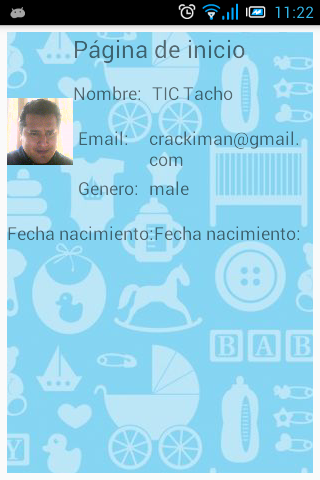 11:22
Página de inicio
Nombre: TIC Tacho
Email: crackiman@gmail.
com
Genero: male
Fecha nacimiento:Fecha nacimiento:
B A B
Y